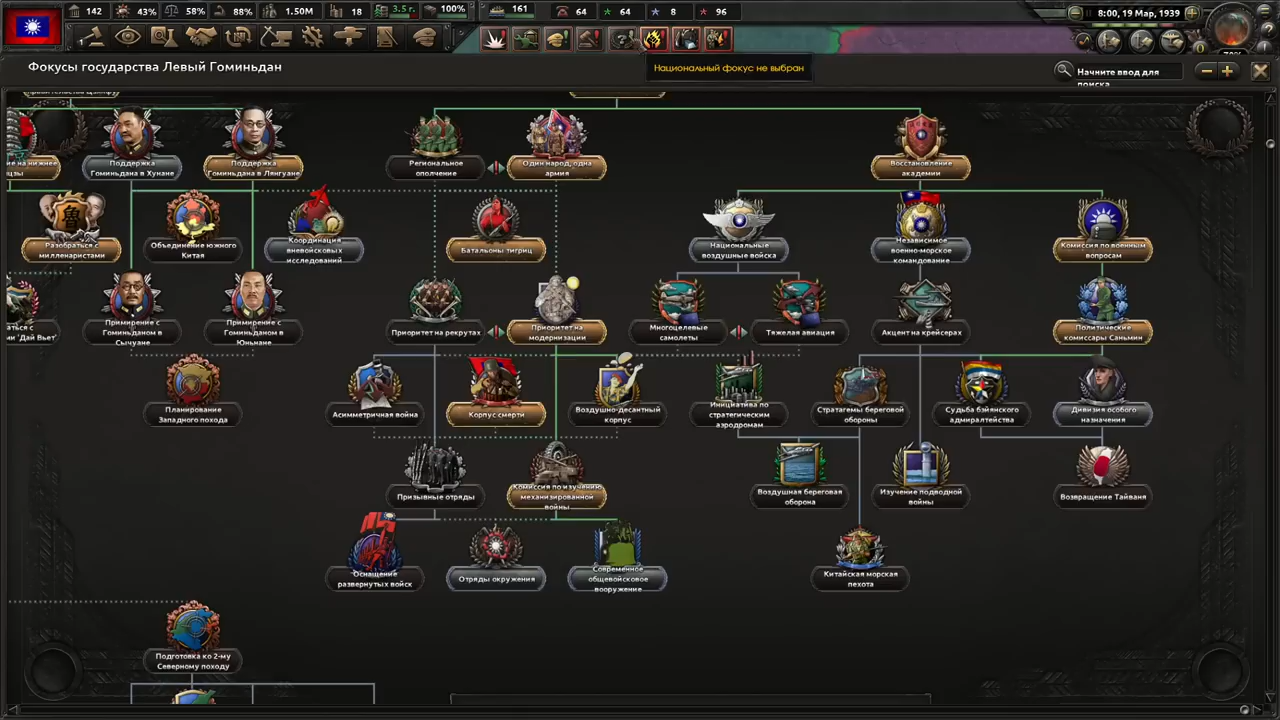 142 43% 58% 88% 1.50M 18 3.5 г. 100% 161 64 64 8 96 8:00, 19 Мар, 1939
Фокусы государства Левый Гоминьдан
Национальный фокус не выбран
Начните ввод для
поиска
Поддержка
Гоминьдана в Хунане
Поддержка
Гоминьдана в Лянгуане
Региональное
ополчение
Один народ, одна
армия
Восстановление
академии
Разобраться с
милленаристами
Объединение южного
Китая
Координация
вневойсковых
исследований
Батальоны тигриц
Национальные
воздушные войска
Независимое
военно-морское
командование
Комиссия по военным
вопросам
Примирение с
Гоминьданом в
Сычуане
Примирение с
Гоминьданом в
Юньнане
Приоритет на рекрутах
Приоритет на
модернизации
Многоцелевые
самолеты
Тяжелая авиация
Акцент на крейсерах
Политические
комиссары Саньмин
Планирование
Западного похода
Асимметричная война
Корпус смерти
Воздушно-десантный
корпус
Инициатива по
стратегическим
аэродромам
Стратагемы береговой
обороны
Судьба бэйянского
адмиралтейства
Дивизия особого
назначения
Призывные отряды
Комиссия по изучению
механизированной
войны
Воздушная береговая
оборона
Изучение подводной
войны
Возвращение Тайваня
Оснащение
развернутых войск
Отряды окружения
Современное
общевойсковое
вооружение
Китайская морская
пехота
Подготовка ко 2-му
Северному походу